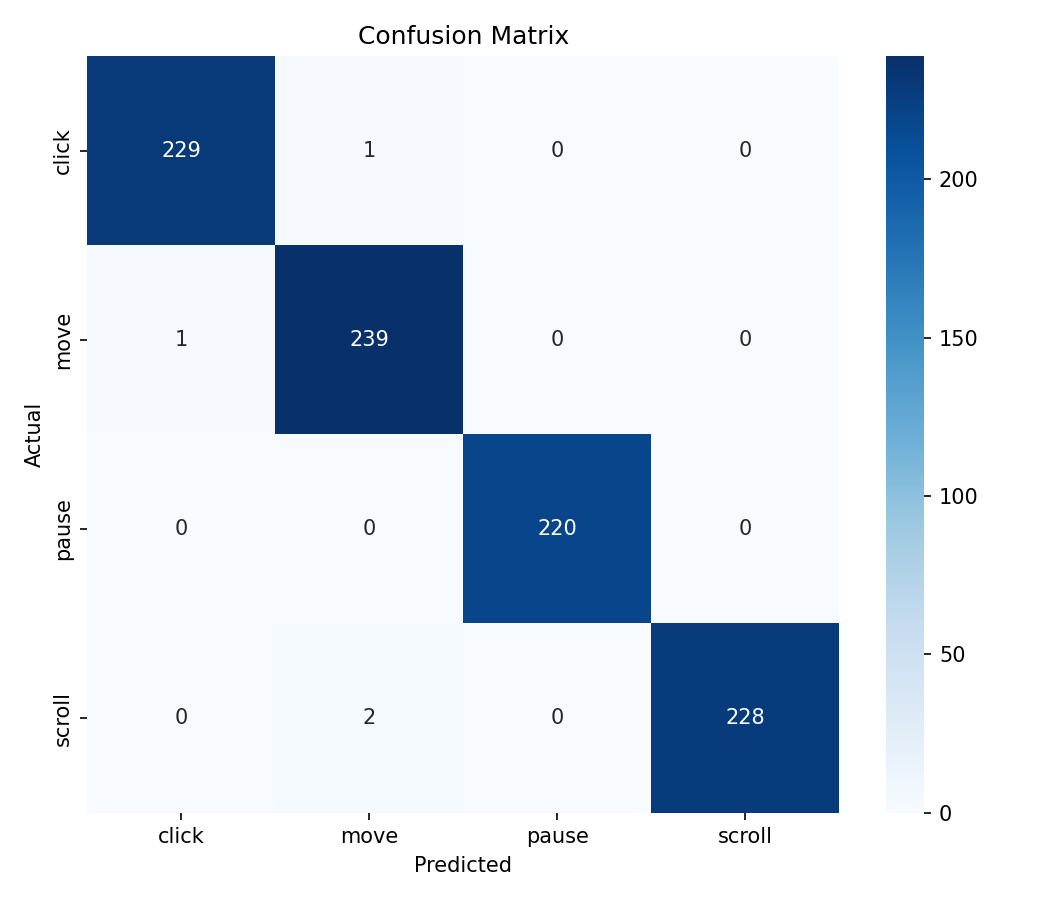 Confusion Matrix
click 229 1 0 0
200
move 1 239 0 0
150
Actual
100
pause 0 0 220 0
50
scroll 0 2 0 228
0
click move pause scroll
Predicted